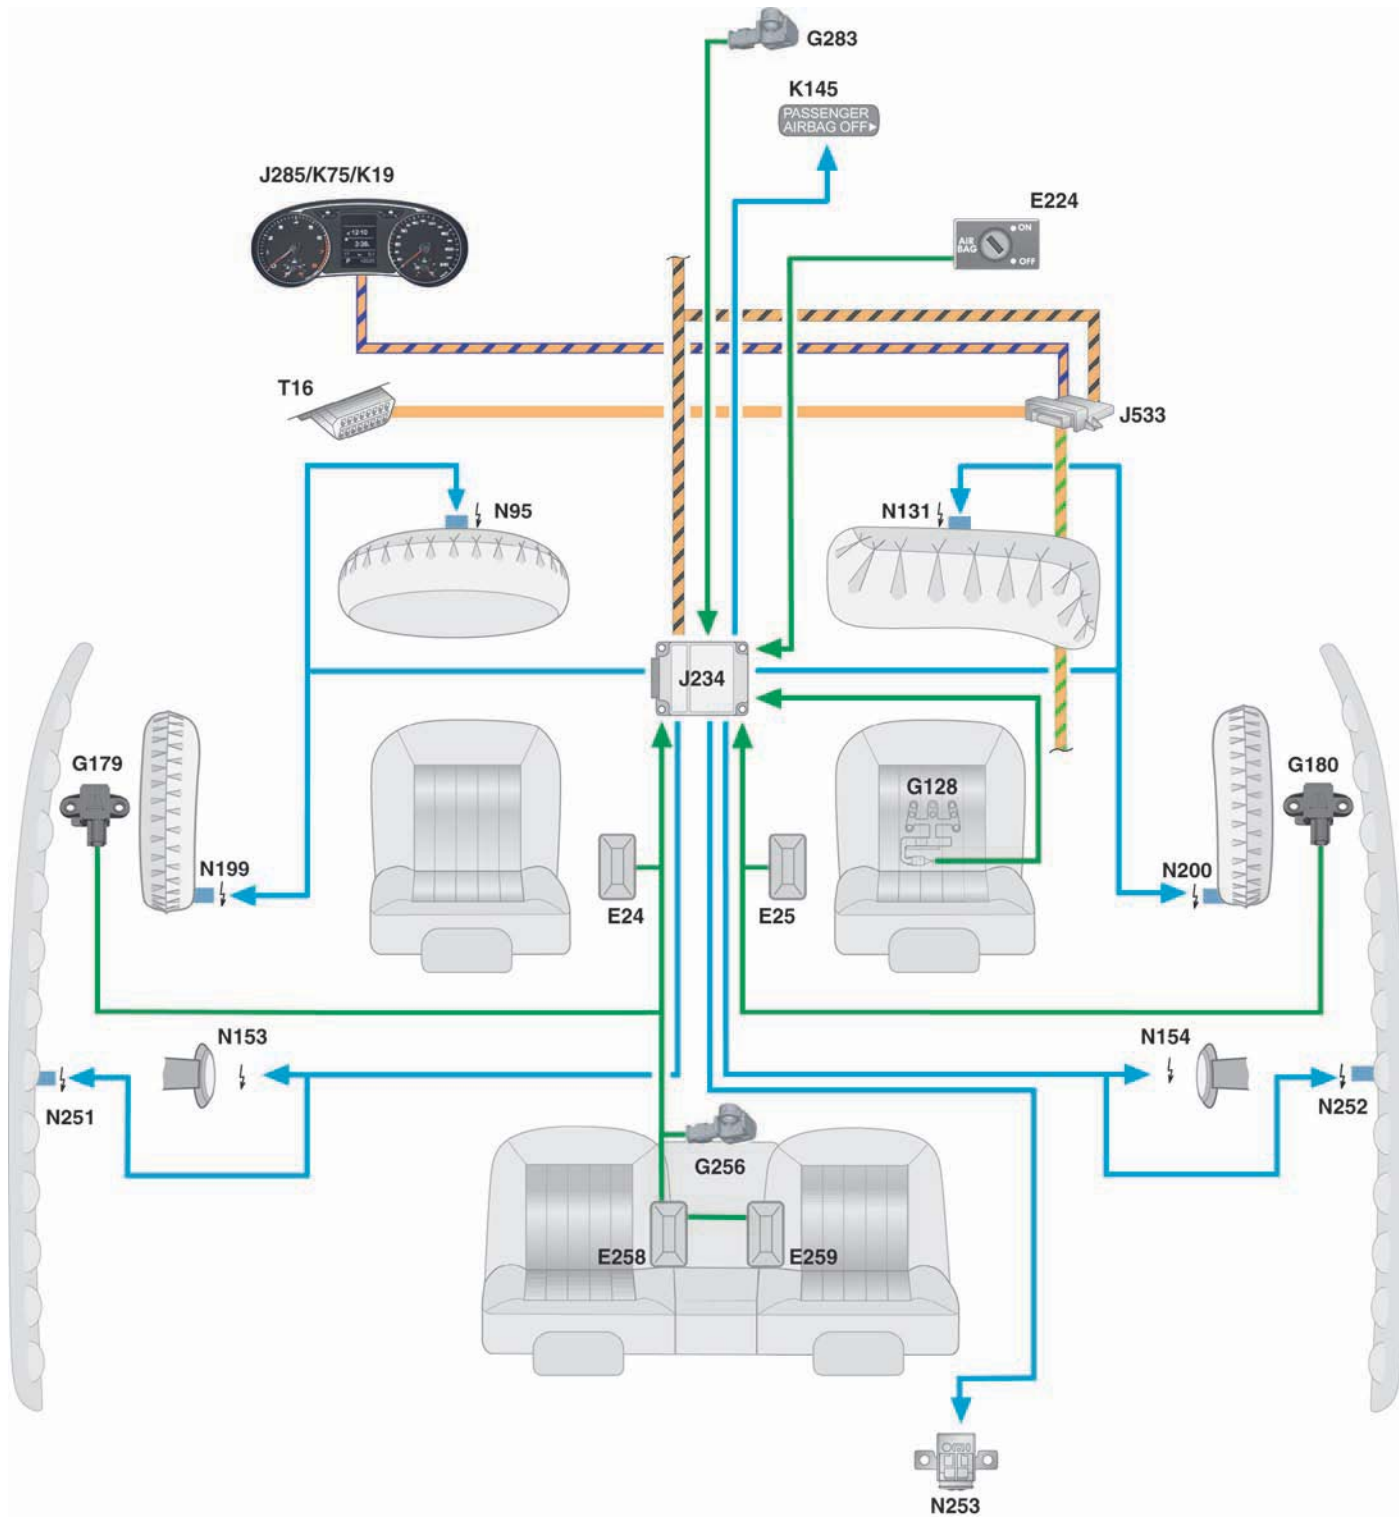 G283
K145
PASSENGER
AIRBAG OFF
J285/K75/K19
E224
ON
AIR
BAG
OFF
T16
J533
N95
N131
J234
G179
G180
G128
N199
N200
E24
E25
N153
N154
N251
N252
G256
E258
E259
N253